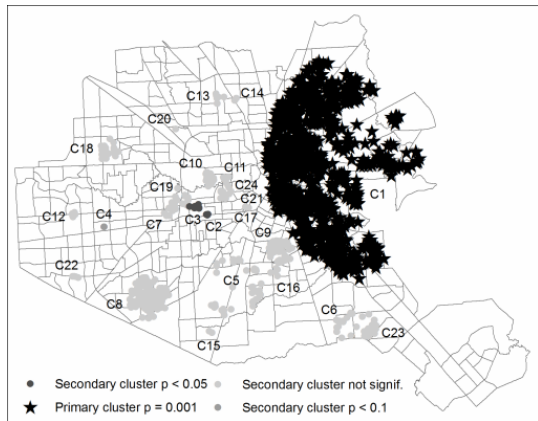 C13 C14
C20
C18
C10
C11
C19 C24
C21
C1
C12 C4
C3 C17
C7 C2
C9
C22
C5
C8 C16
C6
C23
C15
Secondary cluster p < 0.05 Secondary cluster not signif.
Primary cluster p = 0.001 Secondary cluster p < 0.1